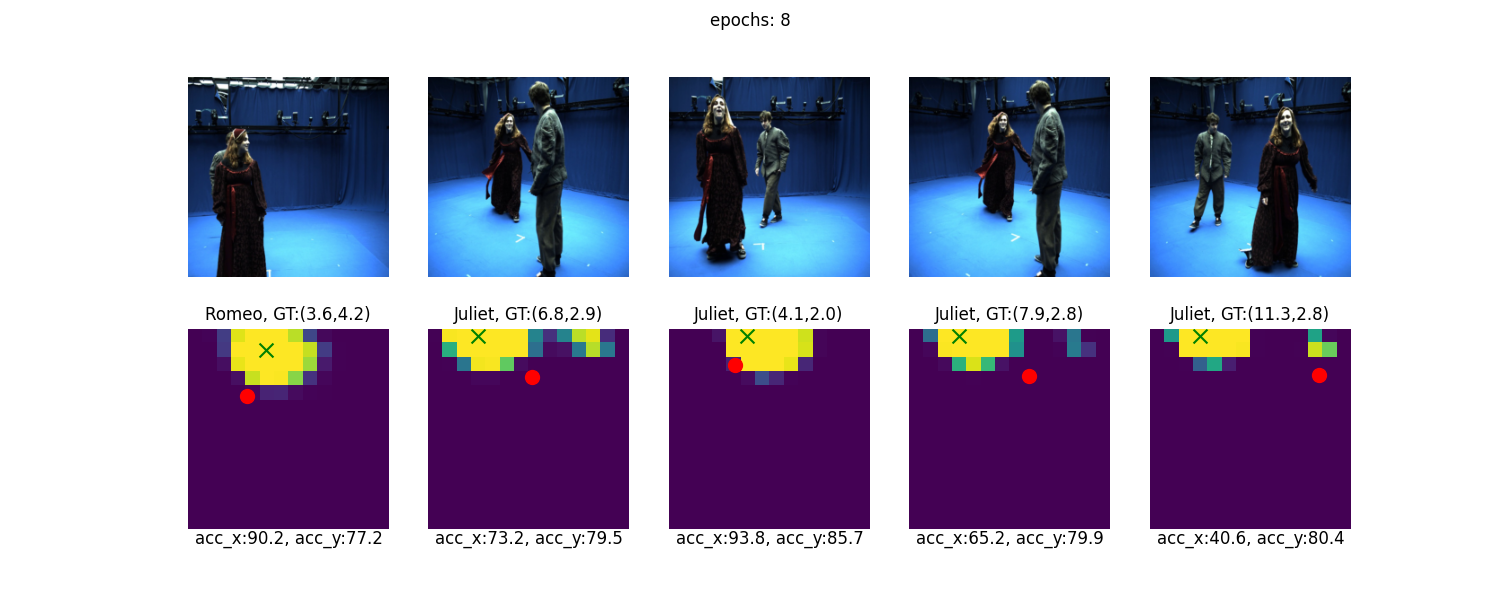 epochs: 8
Romeo, GT:(3.6,4.2)
Juliet, GT:(6.8,2.9)
Juliet, GT:(4.1,2.0)
Juliet, GT:(7.9,2.8)
Juliet, GT:(11.3,2.8)
acc_x:90.2, acc_y:77.2
acc_x:73.2, acc_y:79.5
acc_x:93.8, acc_y:85.7
acc_x:65.2, acc_y:79.9
acc_x:40.6, acc_y:80.4